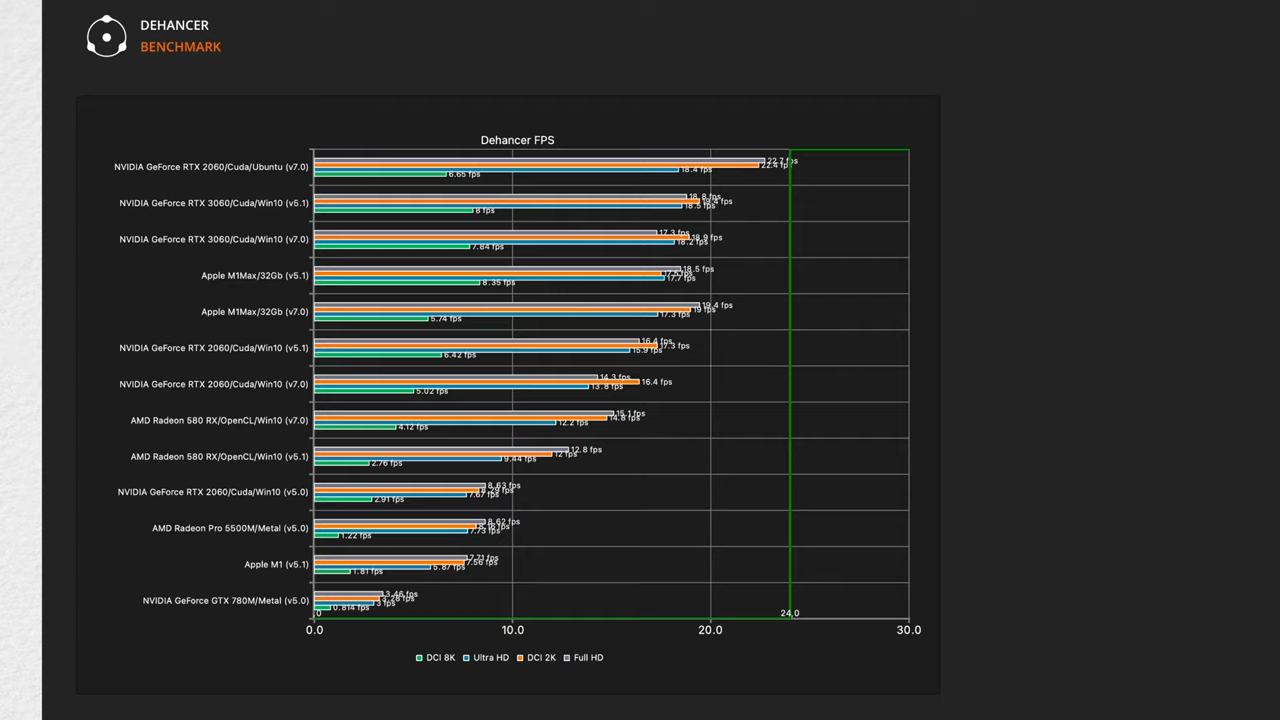 DEHANCER
BENCHMARK
Dehancer FPS
NVIDIA GeForce RTX 2060/Cuda/Ubuntu (v7.0)
22.7 fps
22.4 fps
18.4 fps
6.65 fps
NVIDIA GeForce RTX 3060/Cuda/Win10 (v5.1)
18.8 fps
19.4 fps
18.5 fps
8 fps
NVIDIA GeForce RTX 3060/Cuda/Win10 (v7.0)
17.3 fps
18.9 fps
18.2 fps
7.84 fps
Apple M1Max/32Gb (v5.1)
18.5 fps
17.7 fps
8.35 fps
Apple M1Max/32Gb (v7.0)
19.4 fps
19 fps
17.3 fps
5.74 fps
NVIDIA GeForce RTX 2060/Cuda/Win10 (v5.1)
16.4 fps
17.3 fps
15.9 fps
6.42 fps
NVIDIA GeForce RTX 2060/Cuda/Win10 (v7.0)
14.3 fps
16.4 fps
13.8 fps
5.02 fps
AMD Radeon 580 RX/OpenCL/Win10 (v7.0)
15.1 fps
14.8 fps
12.2 fps
4.12 fps
AMD Radeon 580 RX/OpenCL/Win10 (v5.1)
12.8 fps
12 fps
9.44 fps
2.76 fps
NVIDIA GeForce RTX 2060/Cuda/Win10 (v5.0)
8.63 fps
7.67 fps
2.91 fps
AMD Radeon Pro 5500M/Metal (v5.0)
8.62 fps
7.73 fps
1.22 fps
Apple M1 (v5.1)
7.71 fps
7.56 fps
5.87 fps
1.81 fps
NVIDIA GeForce GTX 780M/Metal (v5.0)
3.46 fps
3.28 fps
3 fps
0.814 fps
0
24,0
0.0 10.0 20.0 30.0
DCI 8K Ultra HD DCI 2K Full HD